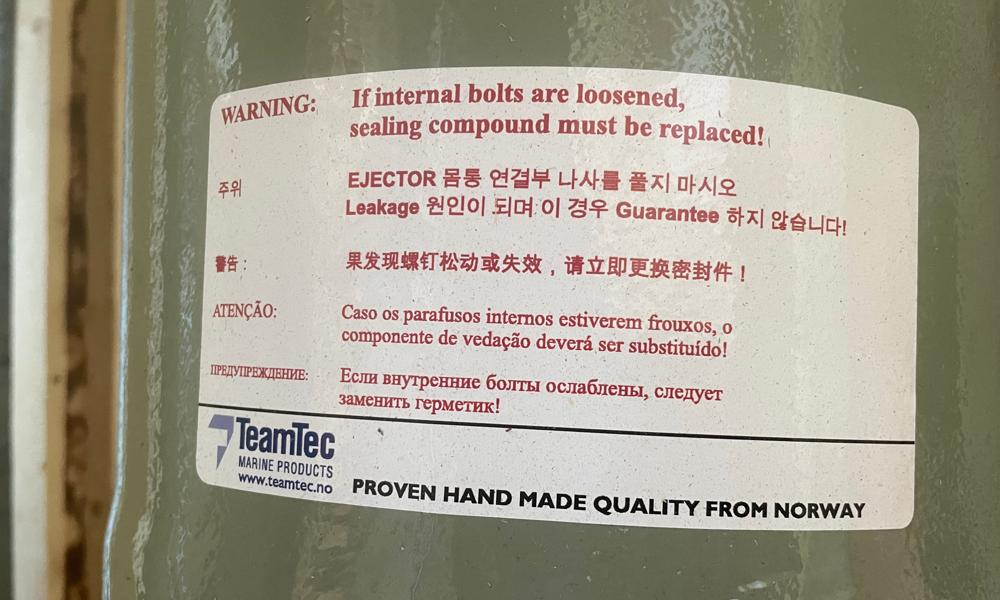 WARNING: If internal bolts are loosened,
sealing compound must be replaced!
주위 EJECTOR 몸통 연결부 나사를 풀지 마시오
Leakage 원인이 되며 이 경우 Guarantee 하지 않습니다!
警告： 果发现螺钉松动或失效，请立即更换密封件！
ATENÇÃO: Caso os parafusos internos estiverem frouxos, o
componente de vedação deverá ser substituído!
ПРЕДУПРЕЖДЕНИЕ: Если внутренние болты ослаблены, следует
заменить герметик!
TeamTec
MARINE PRODUCTS
www.teamtec.no
PROVEN HAND MADE QUALITY FROM NORWAY